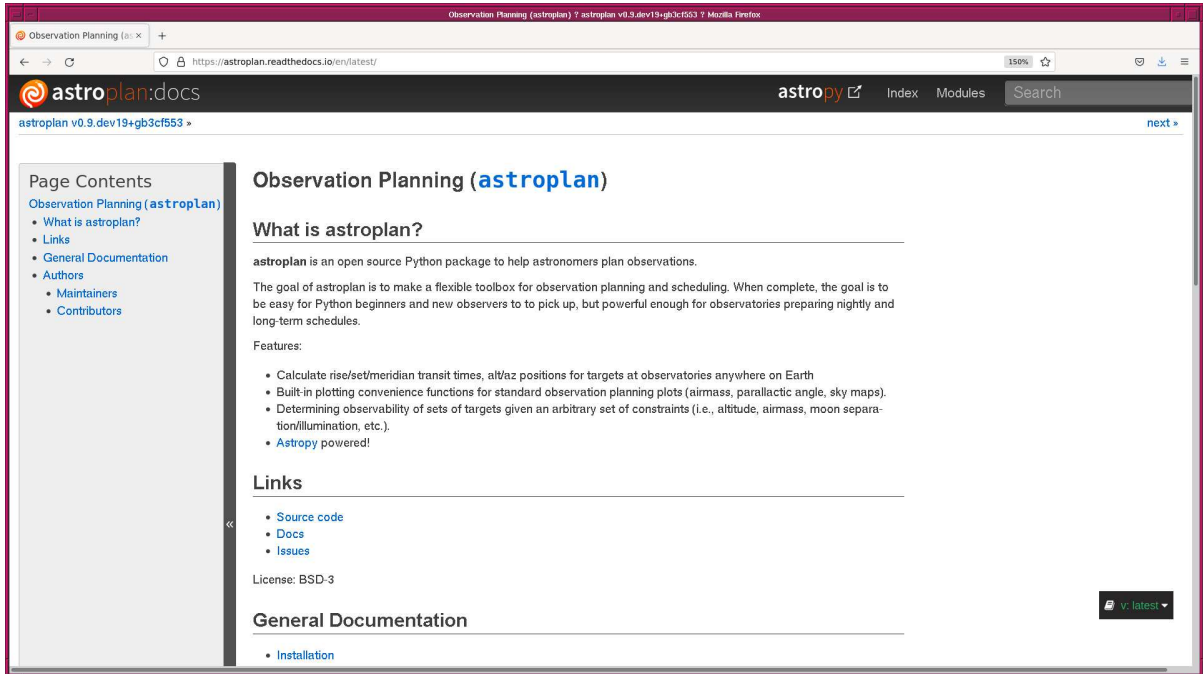 Observation Planning (astroplan) ? astroplan v0.9.dev19+gb3cf553 ? Mozilla Firefox
Observation Planning (as
https://astroplan.readthedocs.io/en/latest/
150%
astroplan:docs
astropy
Index
Modules
Search
astroplan v0.9.dev19+gb3cf553 »
next »
Page Contents
Observation Planning (astroplan)
• What is astroplan?
• Links
• General Documentation
• Authors
• Maintainers
• Contributors
«
Observation Planning (astroplan)
What is astroplan?
astroplan is an open source Python package to help astronomers plan observations.
The goal of astroplan is to make a flexible toolbox for observation planning and scheduling. When complete, the goal is to
be easy for Python beginners and new observers to to pick up, but powerful enough for observatories preparing nightly and
long-term schedules.
Features:
• Calculate rise/set/meridian transit times, alt/az positions for targets at observatories anywhere on Earth
• Built-in plotting convenience functions for standard observation planning plots (airmass, parallactic angle, sky maps).
• Determining observability of sets of targets given an arbitrary set of constraints (i.e., altitude, airmass, moon separa-
tion/illumination, etc.).
• Astropy powered!
Links
• Source code
• Docs
• Issues
License: BSD-3
v: latest
General Documentation
• Installation